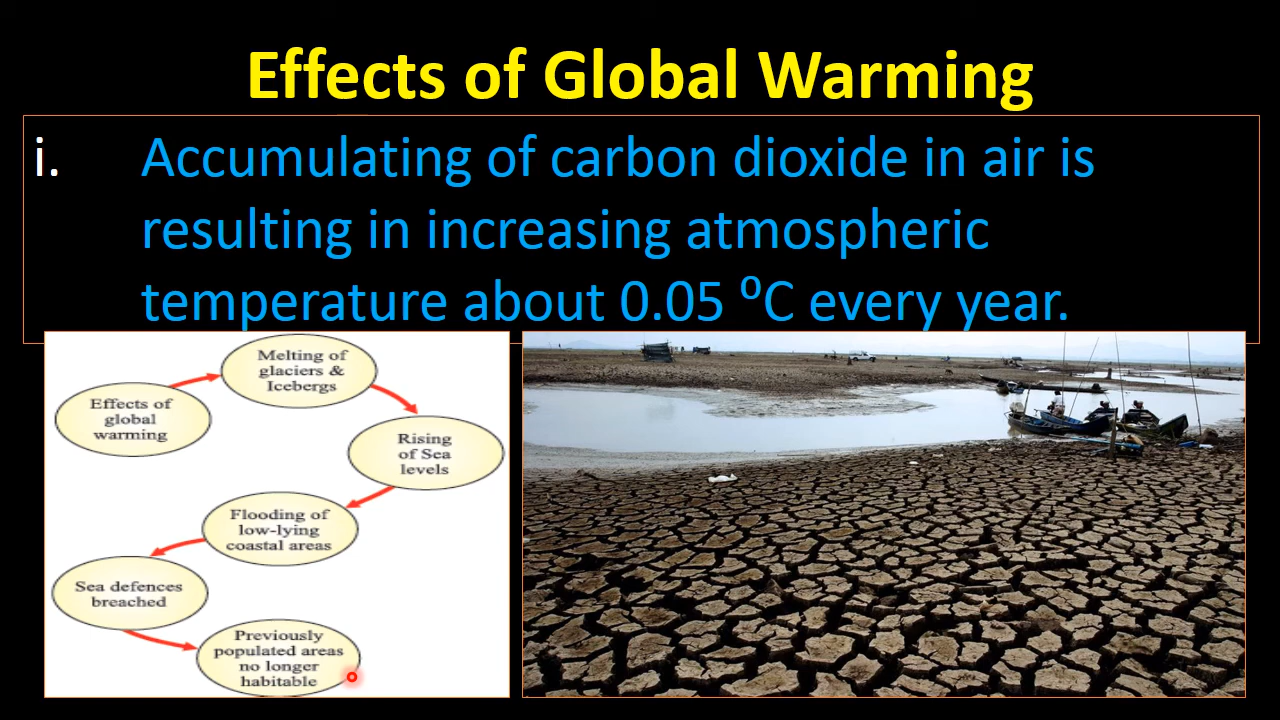 Effects of Global Warming
i. Accumulating of carbon dioxide in air is
resulting in increasing atmospheric
temperature about 0.05 ⁰C every year.
Effects of
global
warming
Melting of
glaciers &
Icebergs
Rising
of Sea
levels
Flooding of
low-lying
coastal areas
Sea defences
breached
Previously
populated areas
no longer
habitable